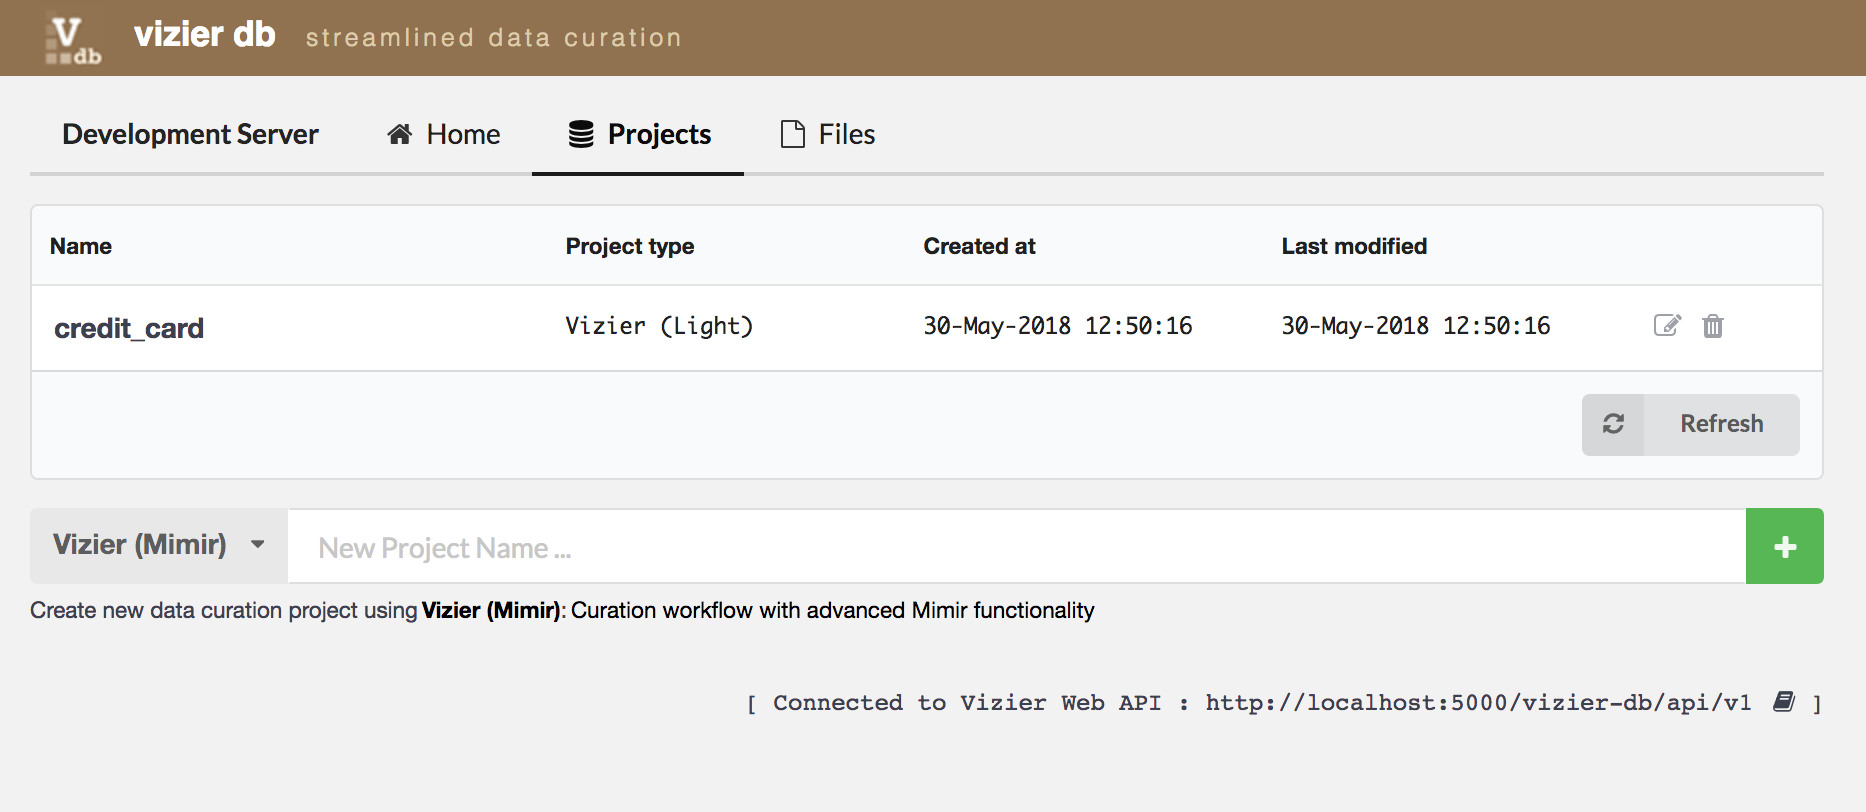 V db vizier db streamlined data curation
Development Server Home Projects Files
Name Project type Created at Last modified
credit_card Vizier (Light) 30-May-2018 12:50:16 30-May-2018 12:50:16
Refresh
Vizier (Mimir) New Project Name ...
Create new data curation project using Vizier (Mimir): Curation workflow with advanced Mimir functionality
[ Connected to Vizier Web API : http://localhost:5000/vizier-db/api/v1 ]